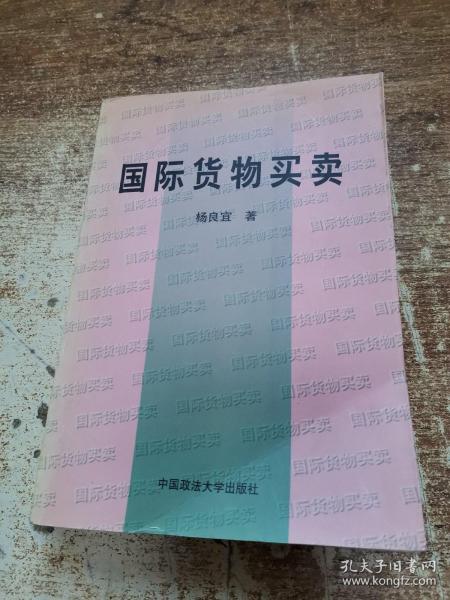 国际货物买卖
杨良宜 著
中国政法大学出版社
孔夫子旧书网
www.kongfz.com